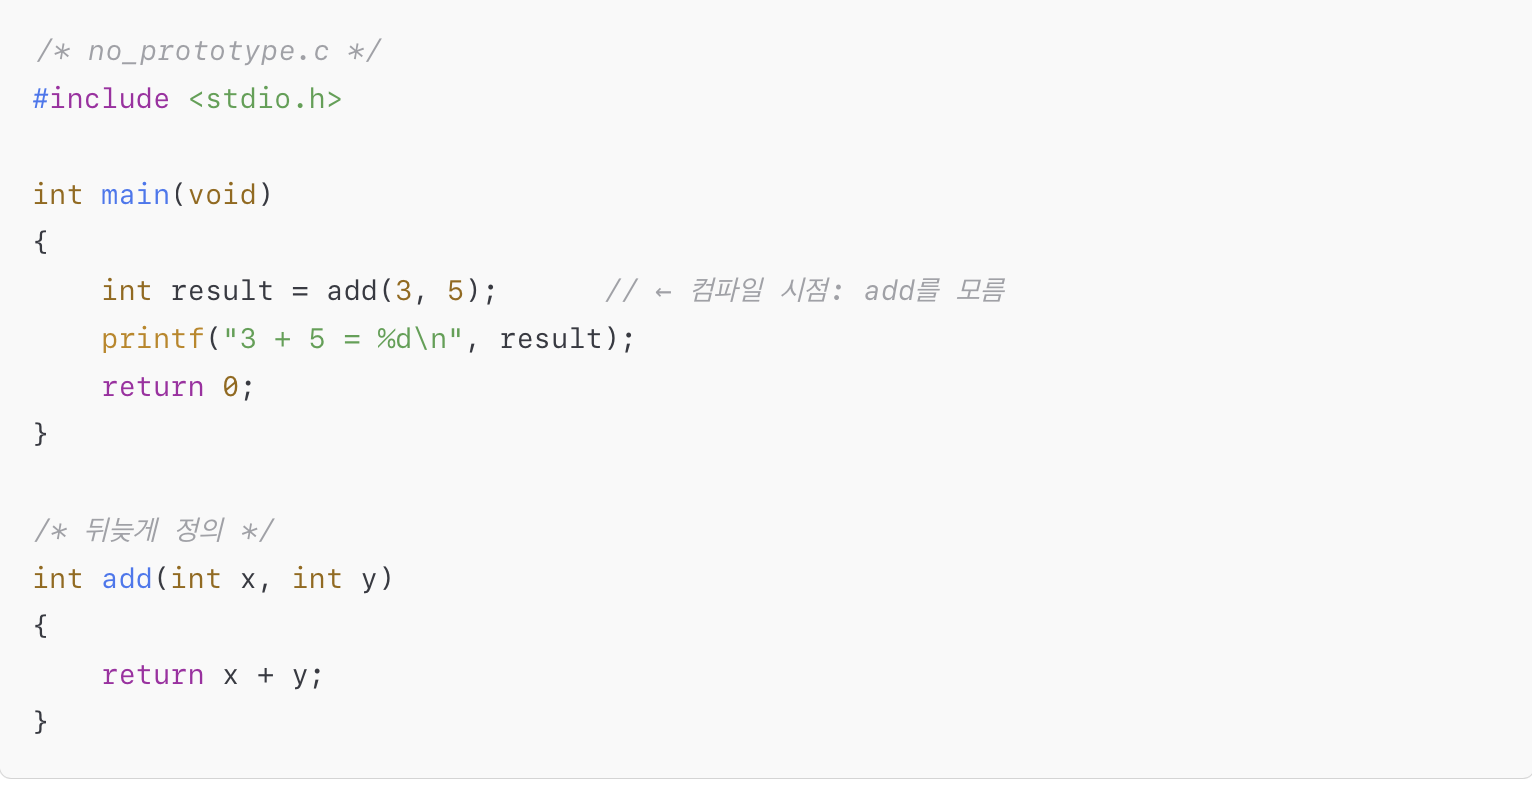 /* no_prototype.c */
#include <stdio.h>
int main(void)
{
    int result = add(3, 5);      // ← 컴파일 시점: add를 모름
    printf("3 + 5 = %d\n", result);
    return 0;
}
/* 뒤늦게 정의 */
int add(int x, int y)
{
    return x + y;
}